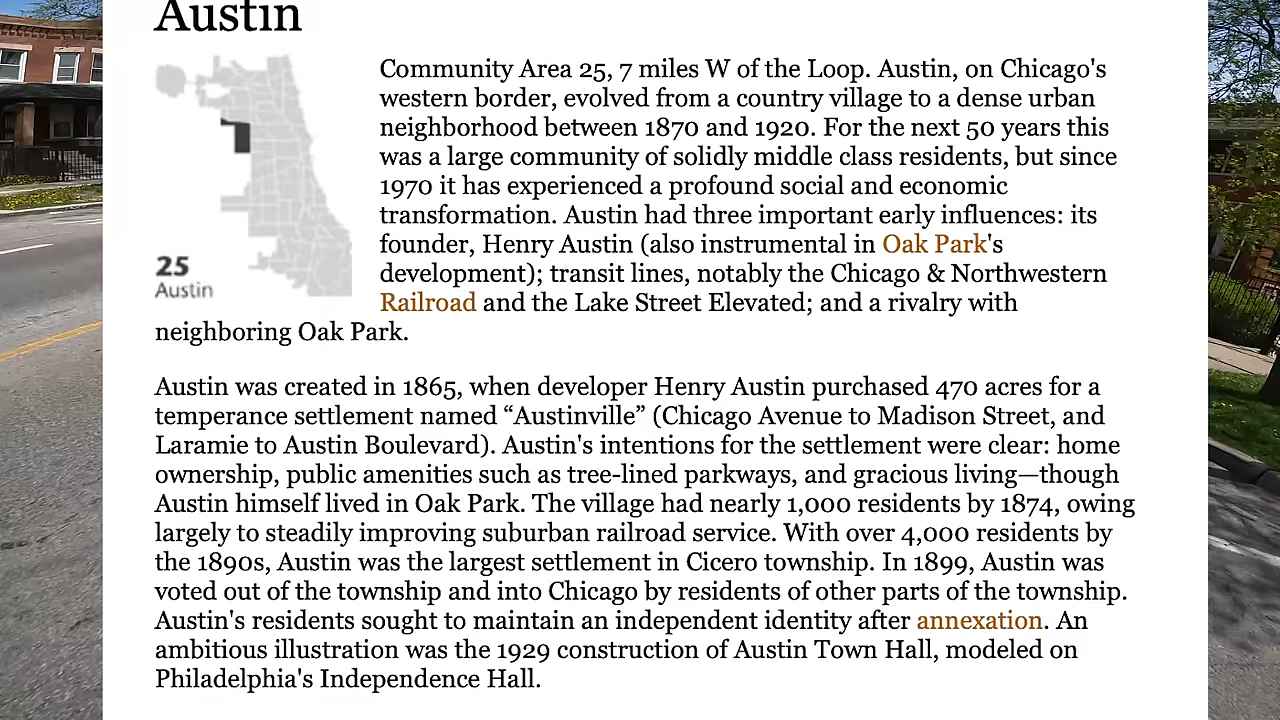 Austin
Community Area 25, 7 miles W of the Loop. Austin, on Chicago's
western border, evolved from a country village to a dense urban
neighborhood between 1870 and 1920. For the next 50 years this
was a large community of solidly middle class residents, but since
1970 it has experienced a profound social and economic
transformation. Austin had three important early influences: its
founder, Henry Austin (also instrumental in Oak Park's
development); transit lines, notably the Chicago & Northwestern
Railroad and the Lake Street Elevated; and a rivalry with
neighboring Oak Park.
25
Austin
Austin was created in 1865, when developer Henry Austin purchased 470 acres for a
temperance settlement named “Austinville” (Chicago Avenue to Madison Street, and
Laramie to Austin Boulevard). Austin's intentions for the settlement were clear: home
ownership, public amenities such as tree-lined parkways, and gracious living—though
Austin himself lived in Oak Park. The village had nearly 1,000 residents by 1874, owing
largely to steadily improving suburban railroad service. With over 4,000 residents by
the 1890s, Austin was the largest settlement in Cicero township. In 1899, Austin was
voted out of the township and into Chicago by residents of other parts of the township.
Austin's residents sought to maintain an independent identity after annexation. An
ambitious illustration was the 1929 construction of Austin Town Hall, modeled on
Philadelphia's Independence Hall.